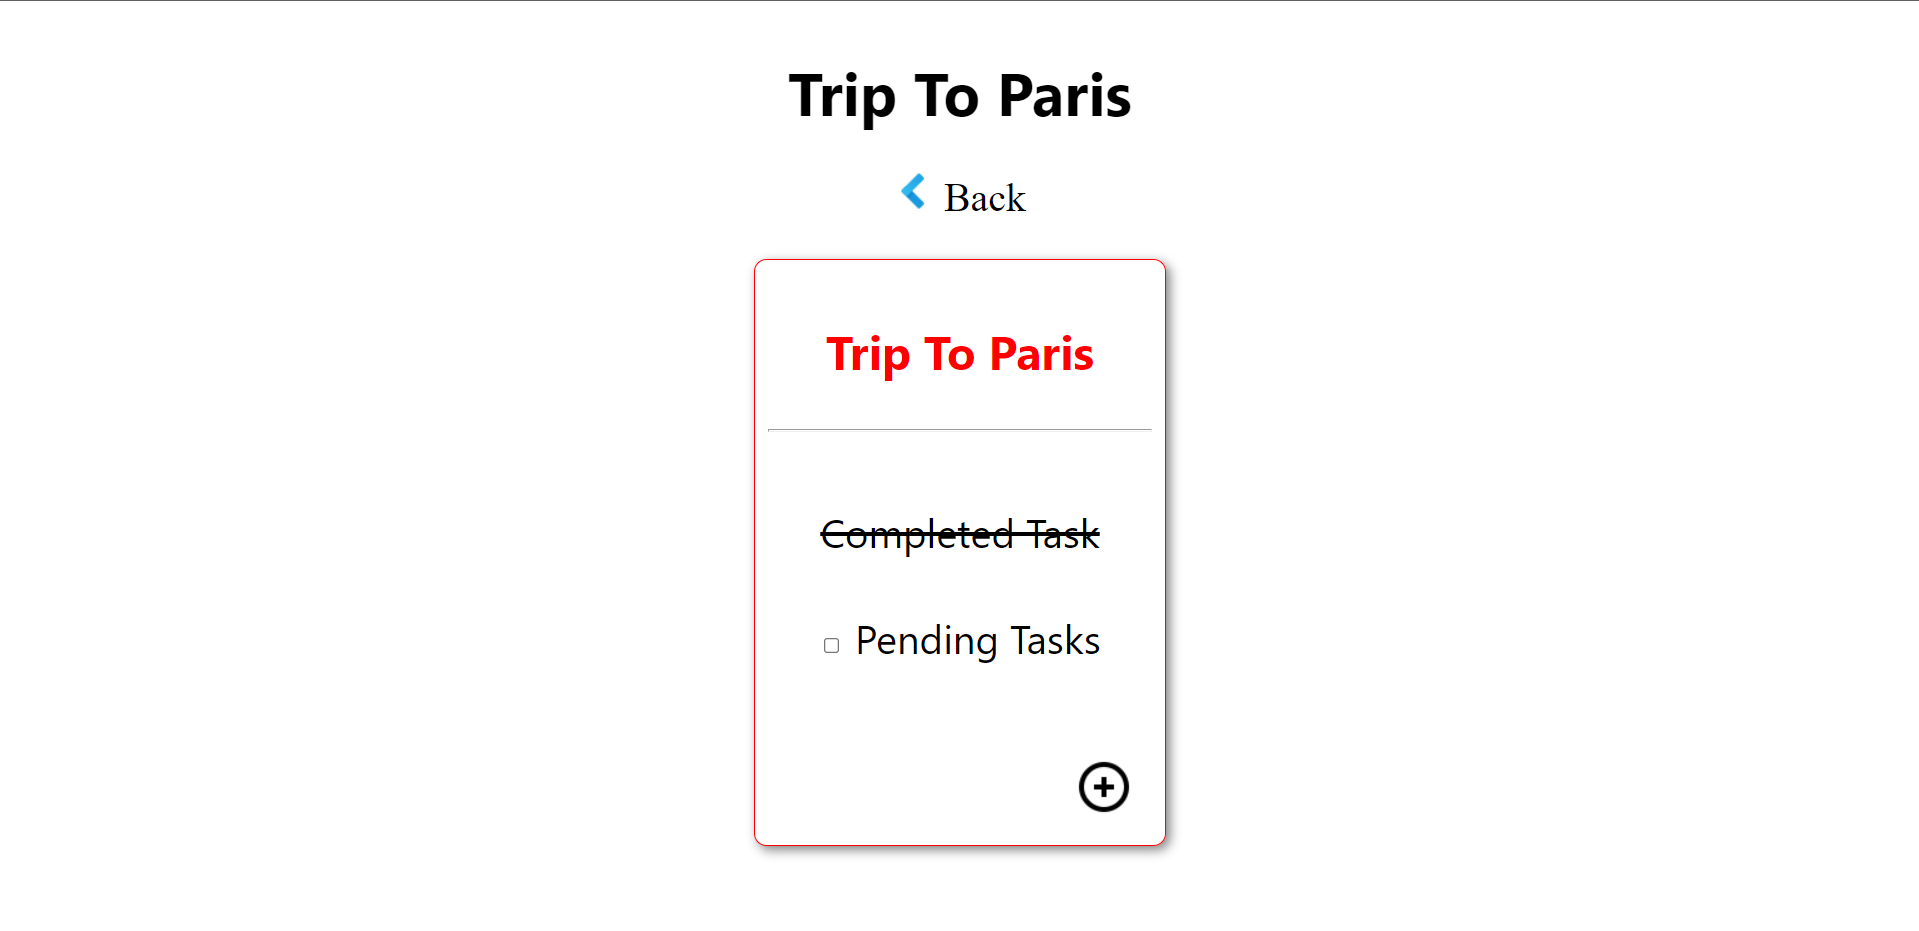 Trip To Paris
Back
Trip To Paris
Completed Task
Pending Tasks